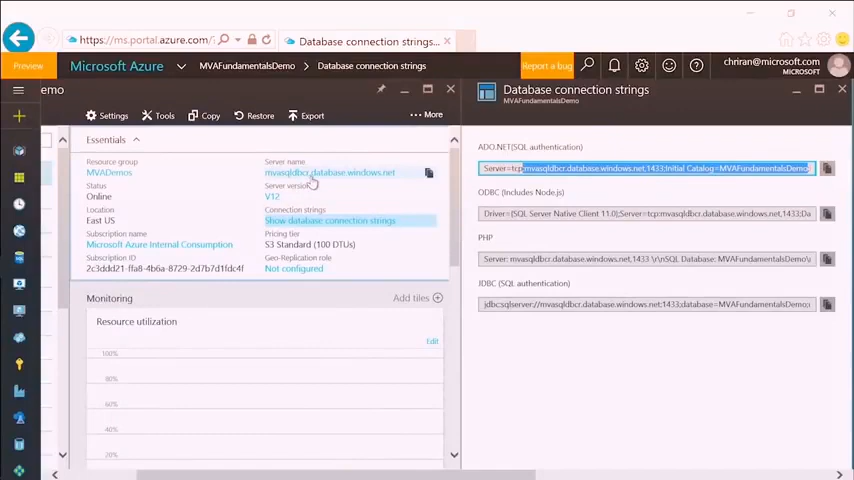 https://ms.portal.azure.com/
Database connection strings...
Preview
Microsoft Azure
MVAFundamentalsDemo
Database connection strings
Report a bug
chriran@microsoft.com
MICROSOFT
emo
Settings
Tools
Copy
Restore
Export
More
Essentials
Resource group
MVADemos
Status
Online
Location
East US
Subscription name
Microsoft Azure Internal Consumption
Subscription ID
2c3ddd21-ffa8-4b6a-8729-2d7b7d1fdc4f
Server name
mvasqldbcr.database.windows.net
Server version
V12
Connection strings
Show database connection strings
Pricing tier
S3 Standard (100 DTUs)
Geo-Replication role
Not configured
Monitoring
Add tiles
Resource utilization
Edit
100%
80%
60%
40%
20%
Database connection strings
MVAFundamentalsDemo
ADO.NET(SQL authentication)
Server=tcp:mvasqldbcr.database.windows.net,1433;Initial Catalog=MVAFundamentalsDemo
ODBC (Includes Node.js)
Driver={SQL Server Native Client 11.0};Server=tcp:mvasqldbcr.database.windows.net,1433;Da
PHP
Server: mvasqldbcr.database.windows.net,1433 \r\nSQL Database: MVAFundamentalsDemo\
JDBC (SQL authentication)
jdbc:sqlserver://mvasqldbcr.database.windows.net:1433;database=MVAFundamentalsDemo;